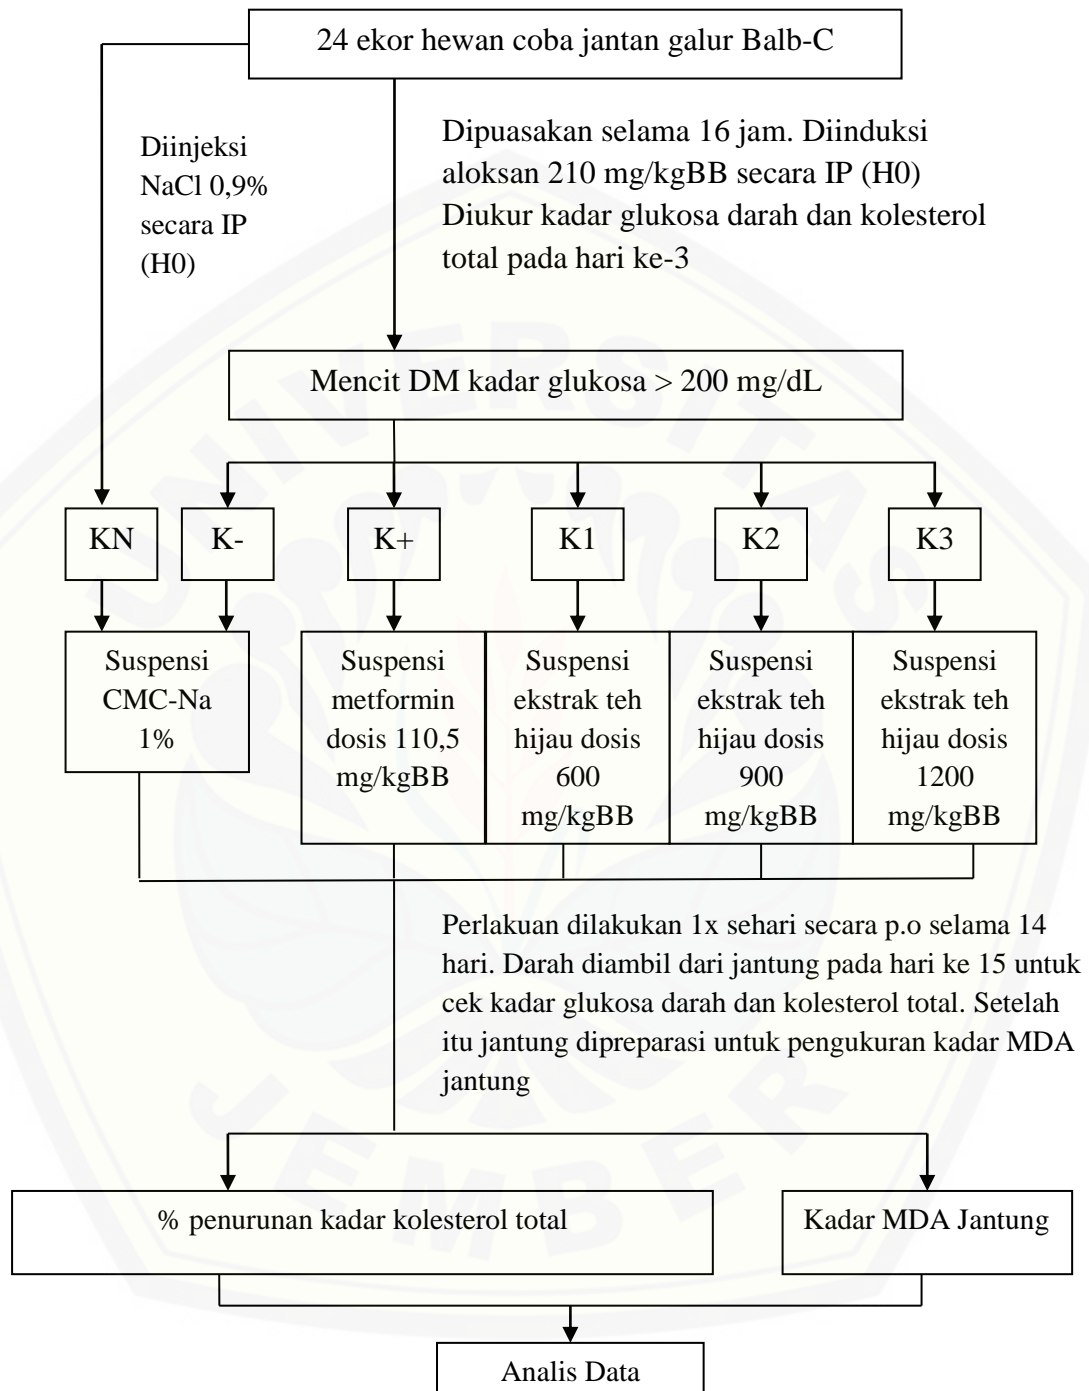 24 ekor hewan coba jantan galur Balb-C
Diinjeksi
NaCl 0,9%
secara IP
(H0)
Dipuasakan selama 16 jam. Diinduksi
aloksan 210 mg/kgBB secara IP (H0)
Diukur kadar glukosa darah dan kolesterol
total pada hari ke-3
Mencit DM kadar glukosa > 200 mg/dL
KN
K-
K+
K1
K2
K3
Suspensi
CMC-Na
1%
Suspensi
metformin
dosis 110,5
mg/kgBB
Suspensi
ekstrak teh
hijau dosis
600
mg/kgBB
Suspensi
ekstrak teh
hijau dosis
900
mg/kgBB
Suspensi
ekstrak teh
hijau dosis
1200
mg/kgBB
Perlakuan dilakukan 1x sehari secara p.o selama 14
hari. Darah diambil dari jantung pada hari ke 15 untuk
cek kadar glukosa darah dan kolesterol total. Setelah
itu jantung dipreparasi untuk pengukuran kadar MDA
jantung
% penurunan kadar kolesterol total
Kadar MDA Jantung
Analis Data
UNIVERSITAS
JEMBER